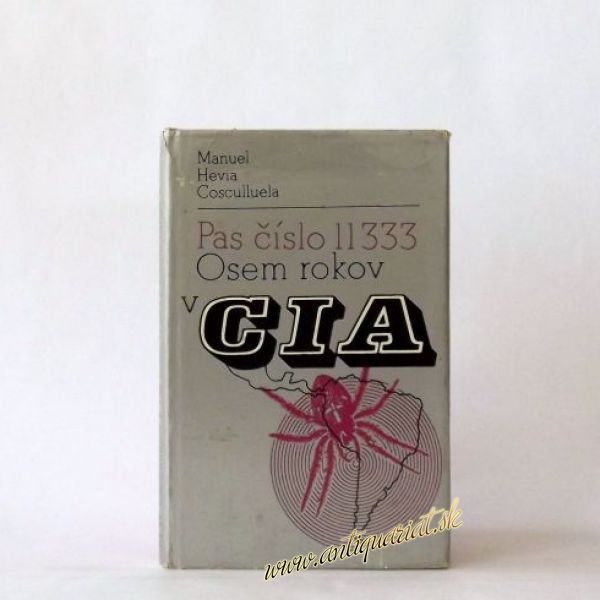 Manuel
Hevia
Cosculluela
Pas číslo 11333
Osem rokov
v CIA
www.antiquariat.sk